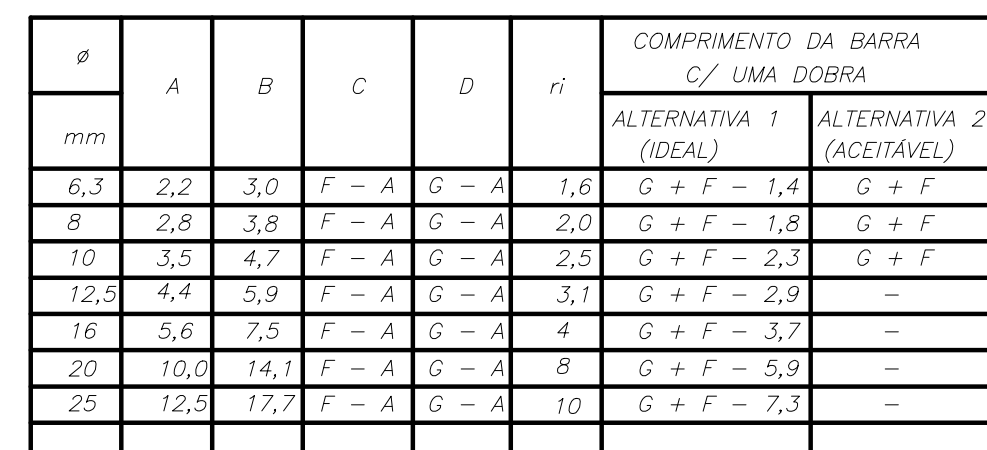 ø
mm
A
B
C
D
ri
COMPRIMENTO DA BARRA
C/ UMA DOBRA
ALTERNATIVA 1
(IDEAL)
ALTERNATIVA 2
(ACEITÁVEL)
6,3 2,2 3,0 F - A G - A 1,6 G + F - 1,4 G + F
8 2,8 3,8 F - A G - A 2,0 G + F - 1,8 G + F
10 3,5 4,7 F - A G - A 2,5 G + F - 2,3 G + F
12,5 4,4 5,9 F - A G - A 3,1 G + F - 2,9 -
16 5,6 7,5 F - A G - A 4 G + F - 3,7 -
20 10,0 14,1 F - A G - A 8 G + F - 5,9 -
25 12,5 17,7 F - A G - A 10 G + F - 7,3 -